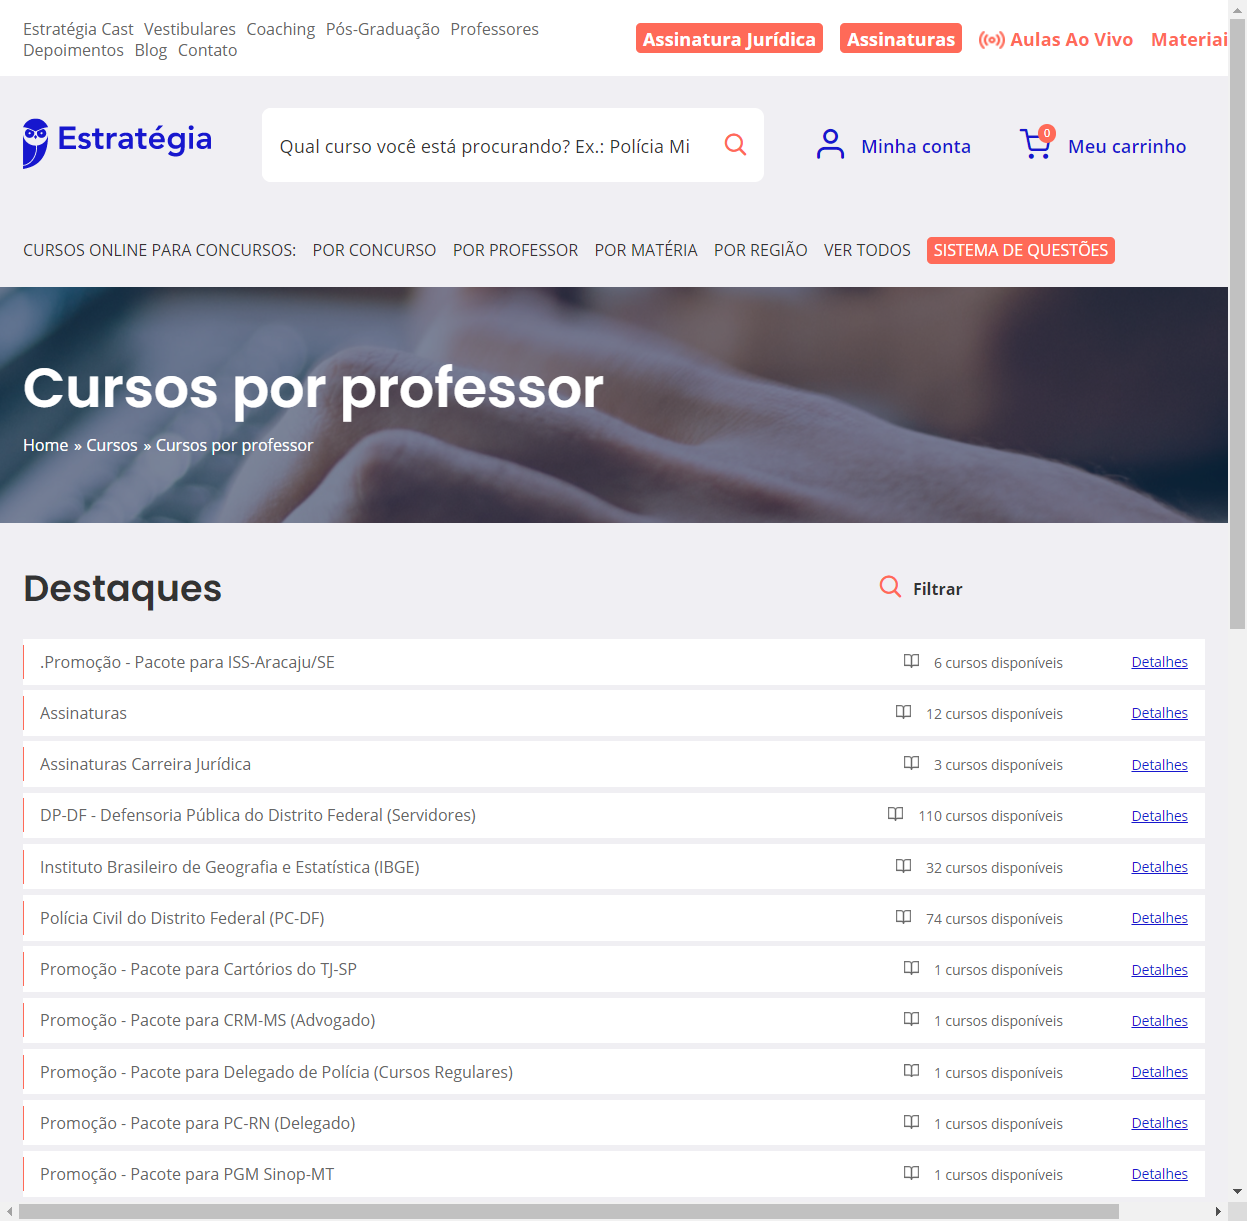 Estratégia Cast Vestibulares Coaching Pós-Graduação Professores
Depoimentos Blog Contato
Assinatura Jurídica Assinaturas Aulas Ao Vivo Materiai
Estratégia
Qual curso você está procurando? Ex.: Polícia Mi
Minha conta
0
Meu carrinho
CURSOS ONLINE PARA CONCURSOS: POR CONCURSO POR PROFESSOR POR MATÉRIA POR REGIÃO VER TODOS SISTEMA DE QUESTÕES
Cursos por professor
Home » Cursos » Cursos por professor
Destaques
Filtrar
.Promoção - Pacote para ISS-Aracaju/SE 6 cursos disponíveis Detalhes
Assinaturas 12 cursos disponíveis Detalhes
Assinaturas Carreira Jurídica 3 cursos disponíveis Detalhes
DP-DF - Defensoria Pública do Distrito Federal (Servidores) 110 cursos disponíveis Detalhes
Instituto Brasileiro de Geografia e Estatística (IBGE) 32 cursos disponíveis Detalhes
Polícia Civil do Distrito Federal (PC-DF) 74 cursos disponíveis Detalhes
Promoção - Pacote para Cartórios do TJ-SP 1 cursos disponíveis Detalhes
Promoção - Pacote para CRM-MS (Advogado) 1 cursos disponíveis Detalhes
Promoção - Pacote para Delegado de Polícia (Cursos Regulares) 1 cursos disponíveis Detalhes
Promoção - Pacote para PC-RN (Delegado) 1 cursos disponíveis Detalhes
Promoção - Pacote para PGM Sinop-MT 1 cursos disponíveis Detalhes